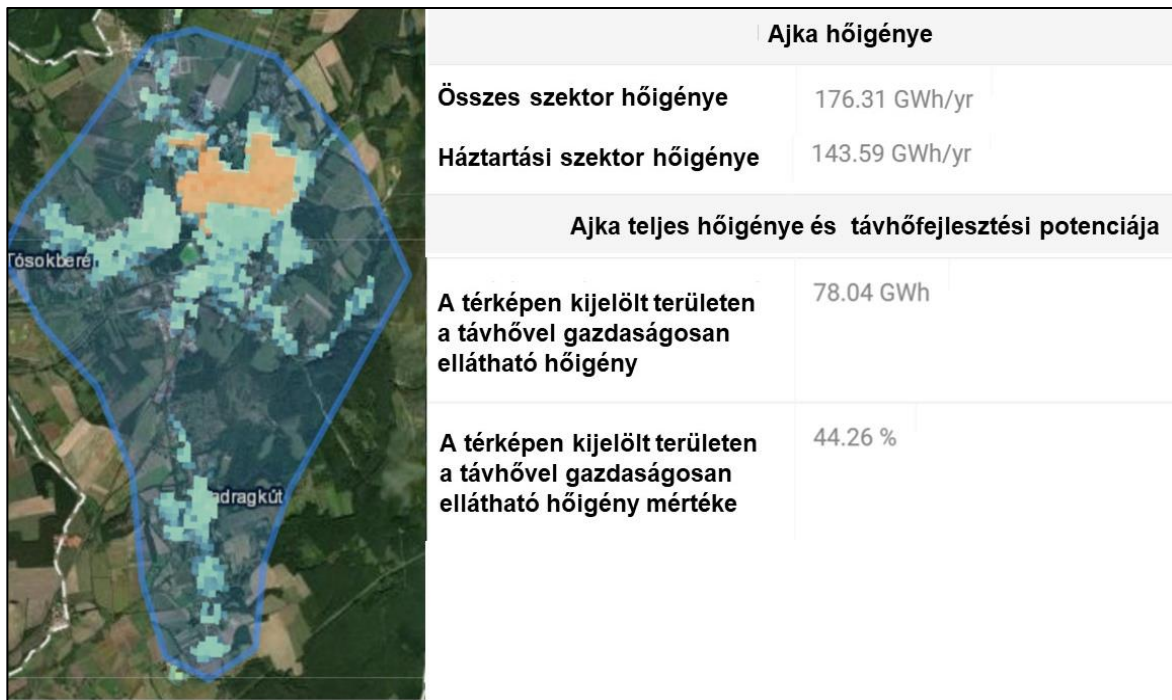 Ajka hőigénye
Összes szektor hőigénye
176.31 GWh/yr
Háztartási szektor hőigénye
143.59 GWh/yr
Ajka teljes hőigénye és távhőfejlesztési potenciája
A térképen kijelölt területen
a távhővel gazdaságosan
ellátható hőigény
78.04 GWh
A térképen kijelölt területen
a távhővel gazdaságosan
ellátható hőigény mértéke
44.26 %
Tósokberé
adragkút